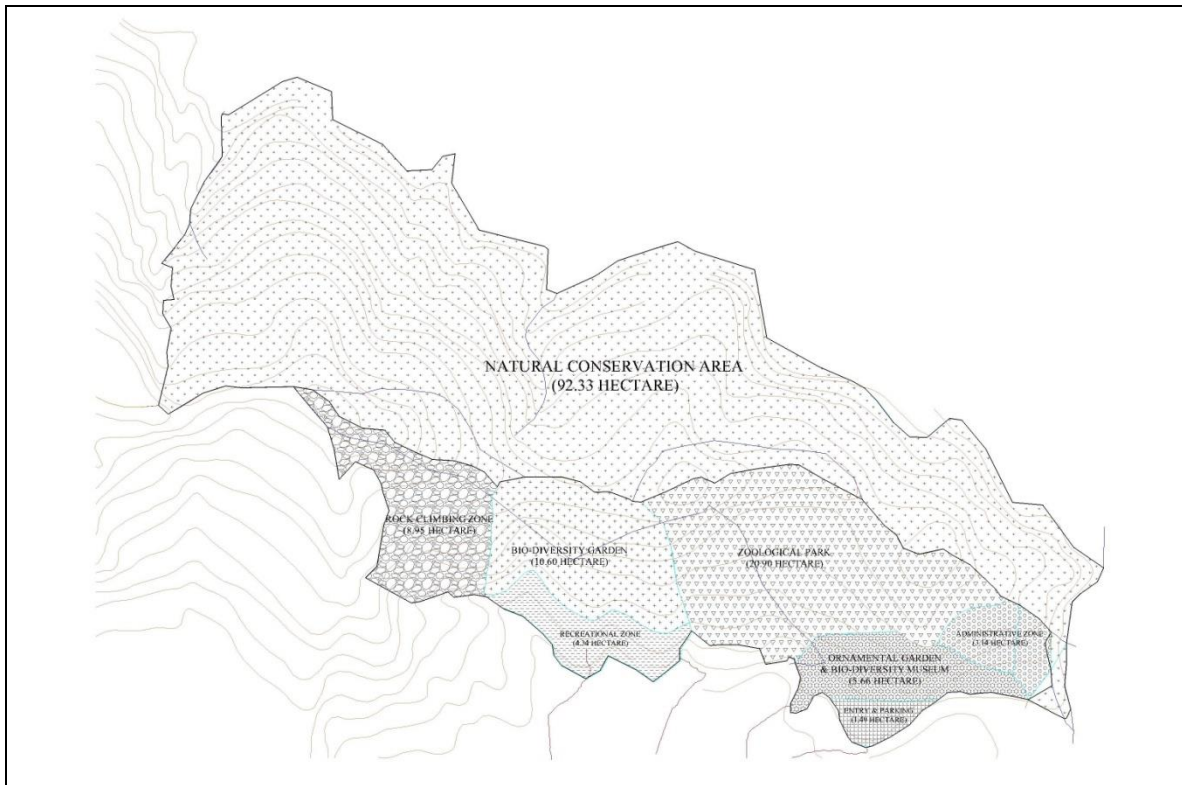 NATURAL CONSERVATION AREA
(92.33 HECTARE)
ROCK CLIMBING ZONE
(8.95 HECTARE)
BIO-DIVERSITY GARDEN
(10.60 HECTARE)
ZOOLOGICAL PARK
(20.90 HECTARE)
RECREATIONAL ZONE
(4.34 HECTARE)
ADMINISTRATIVE ZONE
HECTARE)
ORNAMENTAL GARDEN
& BIO-DIVERSITY MUSEUM
(5.66 HECTARE)
ENTRY & PARKING
(1.49 HECTARE)